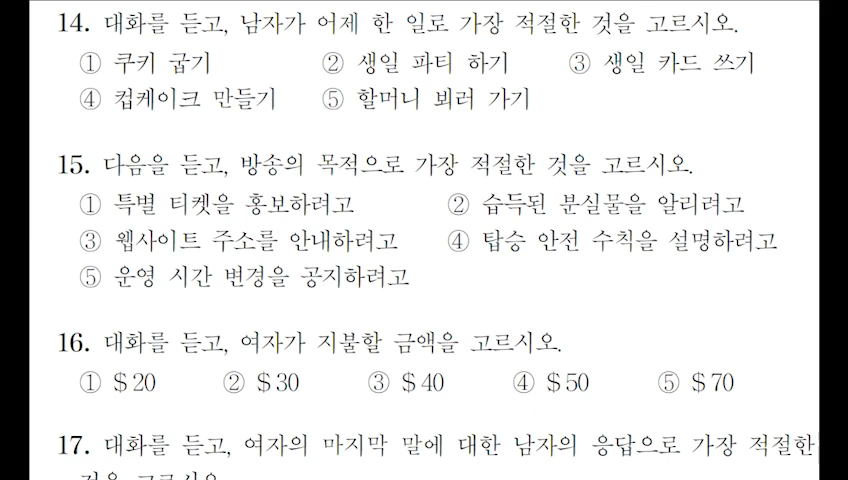 14. 대화를 듣고, 남자가 어제 한 일로 가장 적절한 것을 고르시오.
① 쿠키 굽기 ② 생일 파티 하기 ③ 생일 카드 쓰기
④ 컵케이크 만들기 ⑤ 할머니 뵈러 가기
15. 다음을 듣고, 방송의 목적으로 가장 적절한 것을 고르시오.
① 특별 티켓을 홍보하려고 ② 습득된 분실물을 알리려고
③ 웹사이트 주소를 안내하려고 ④ 탑승 안전 수칙을 설명하려고
⑤ 운영 시간 변경을 공지하려고
16. 대화를 듣고, 여자가 지불할 금액을 고르시오.
① $20 ② $30 ③ $40 ④ $50 ⑤ $70
17. 대화를 듣고, 여자의 마지막 말에 대한 남자의 응답으로 가장 적절한
것을 고르시오.